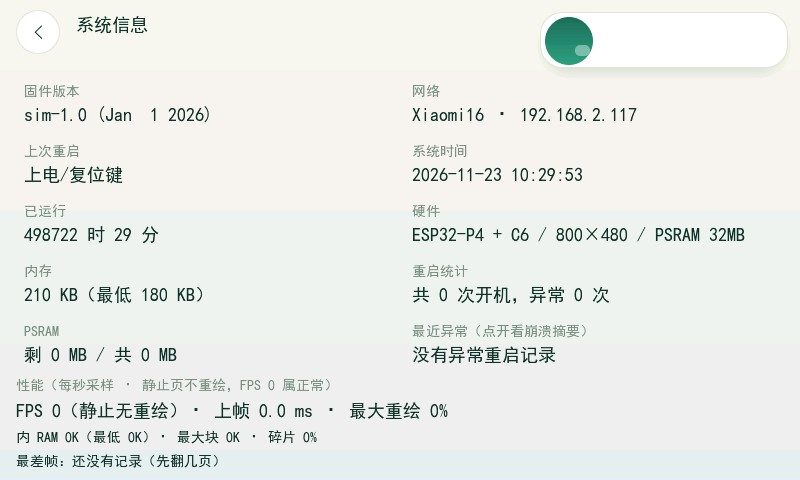 系统信息
固件版本
sim-1.0 (Jan  1 2026)
网络
Xiaomi16 · 192.168.2.117
上次重启
上电/复位键
系统时间
2026-11-23 10:29:53
已运行
498722 时 29 分
硬件
ESP32-P4 + C6 / 800×480 / PSRAM 32MB
内存
210 KB（最低 180 KB）
重启统计
共 0 次开机，异常 0 次
PSRAM
剩 0 MB / 共 0 MB
最近异常（点开看崩溃摘要）
没有异常重启记录
性能（每秒采样 · 静止页不重绘，FPS 0 属正常）
FPS 0（静止无重绘）· 上帧 0.0 ms · 最大重绘 0%
内 RAM 0K（最低 0K）· 最大块 0K · 碎片 0%
最差帧：还没有记录（先翻几页）